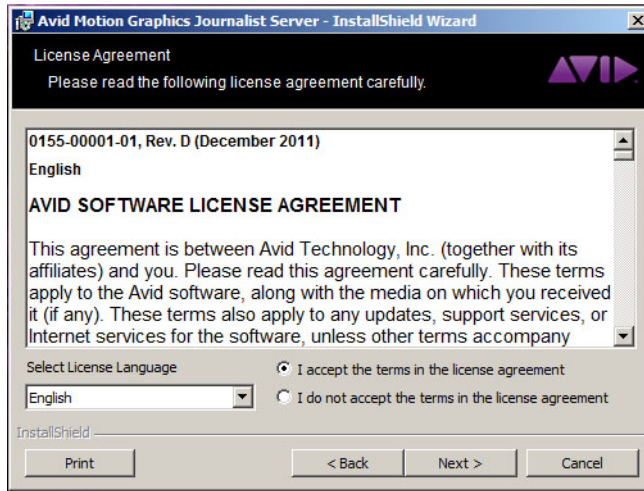 Avid Motion Graphics Journalist Server - InstallShield Wizard
License Agreement
Please read the following license agreement carefully.
AVID
0155-00001-01, Rev. D (December 2011)
English
AVID SOFTWARE LICENSE AGREEMENT
This agreement is between Avid Technology, Inc. (together with its
affiliates) and you. Please read this agreement carefully. These terms
apply to the Avid software, along with the media on which you received
it (if any). These terms also apply to any updates, support services, or
Internet services for the software, unless other terms accompany
Select License Language
English
I accept the terms in the license agreement
I do not accept the terms in the license agreement
InstallShield
Print
< Back
Next >
Cancel